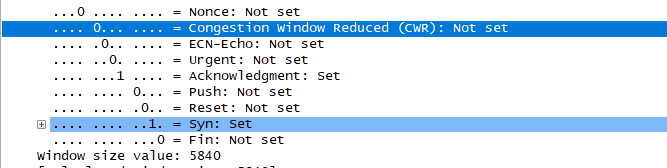 ...0 .... .... = Nonce: Not set
.... 0... .... = Congestion Window Reduced (CWR): Not set
.... .0.. .... = ECN-Echo: Not set
.... ..0. .... = Urgent: Not set
.... ...1 .... = Acknowledgment: Set
.... .... 0... = Push: Not set
.... .... .0.. = Reset: Not set
.... .... ..1. = Syn: Set
.... .... ...0 = Fin: Not set
Window size value: 5840